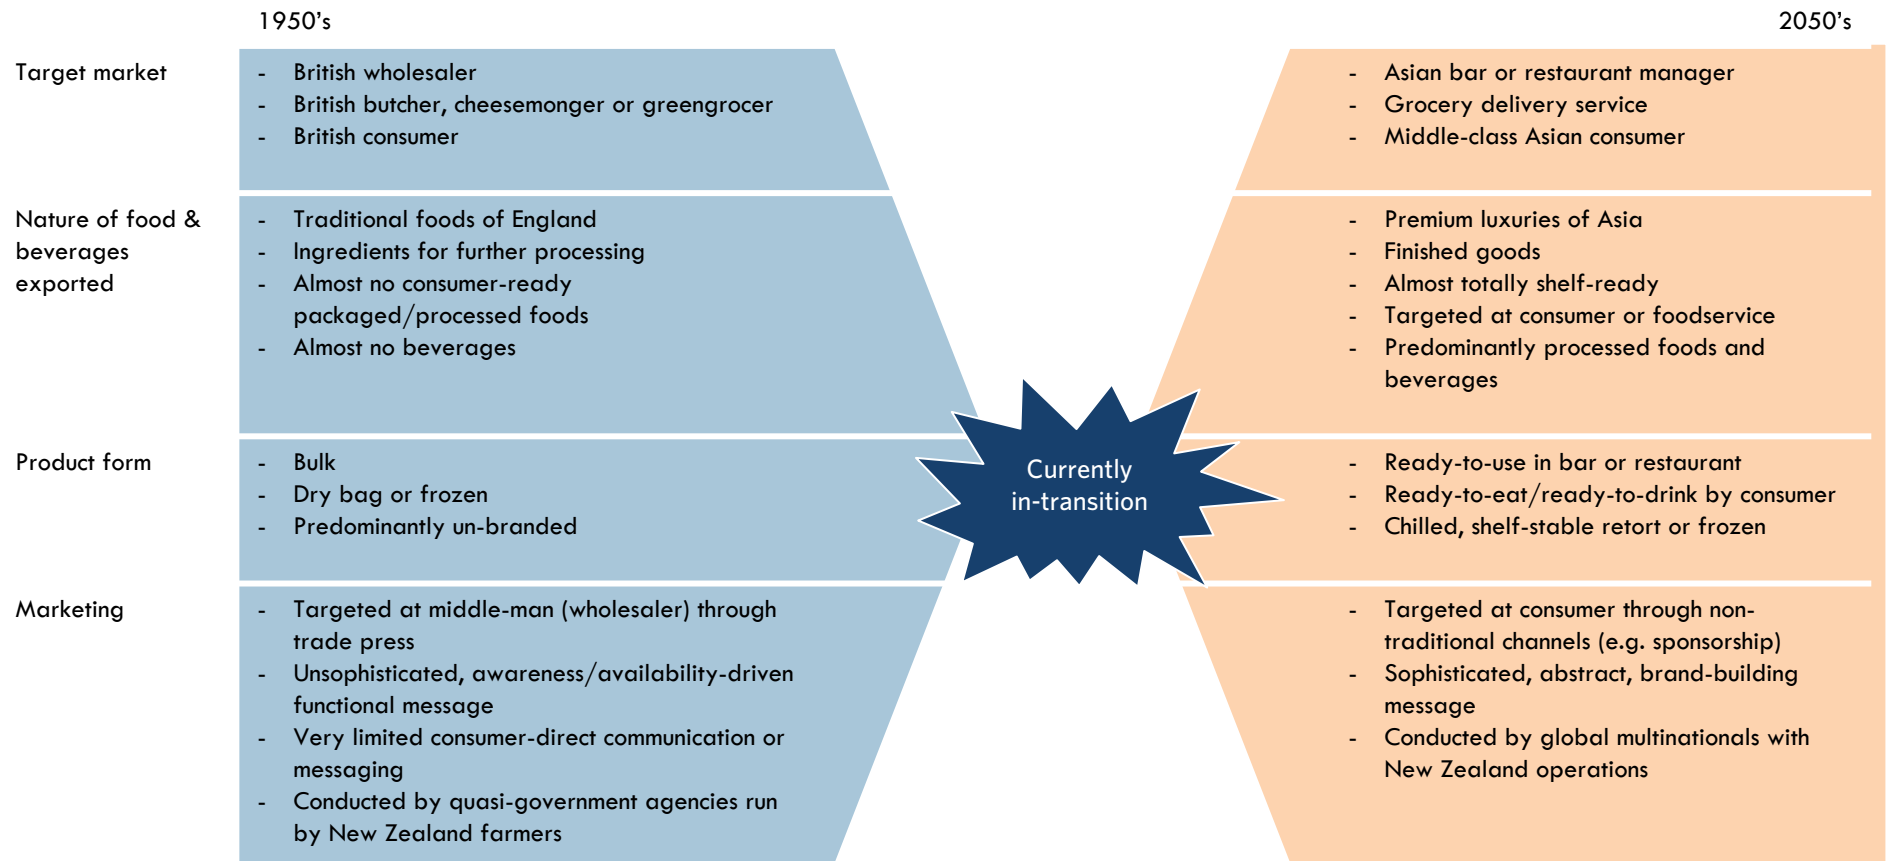 1950’s
2050’s
Target market
- British wholesaler
- British butcher, cheesemonger or greengrocer
- British consumer
- Asian bar or restaurant manager
- Grocery delivery service
- Middle-class Asian consumer
Nature of food &
beverages
exported
- Traditional foods of England
- Ingredients for further processing
- Almost no consumer-ready
packaged/processed foods
- Almost no beverages
- Premium luxuries of Asia
- Finished goods
- Almost totally shelf-ready
- Targeted at consumer or foodservice
- Predominantly processed foods and
beverages
Product form
- Bulk
- Dry bag or frozen
- Predominantly un-branded
Currently
in-transition
- Ready-to-use in bar or restaurant
- Ready-to-eat/ready-to-drink by consumer
- Chilled, shelf-stable retort or frozen
Marketing
- Targeted at middle-man (wholesaler) through
trade press
- Unsophisticated, awareness/availability-driven
functional message
- Very limited consumer-direct communication or
messaging
- Conducted by quasi-government agencies run
by New Zealand farmers
- Targeted at consumer through non-
traditional channels (e.g. sponsorship)
- Sophisticated, abstract, brand-building
message
- Conducted by global multinationals with
New Zealand operations